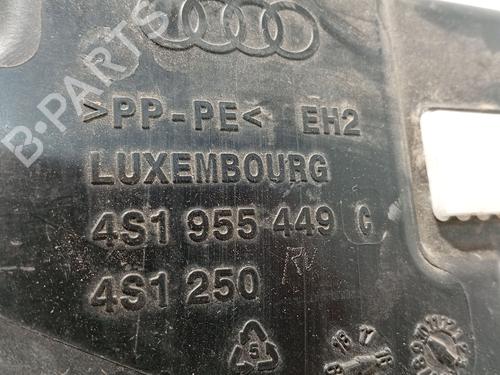 >PP-PE< EH2
LUXEMBOURG
4S1 955 449 C
RV
4S1 250
5
B-PARTS